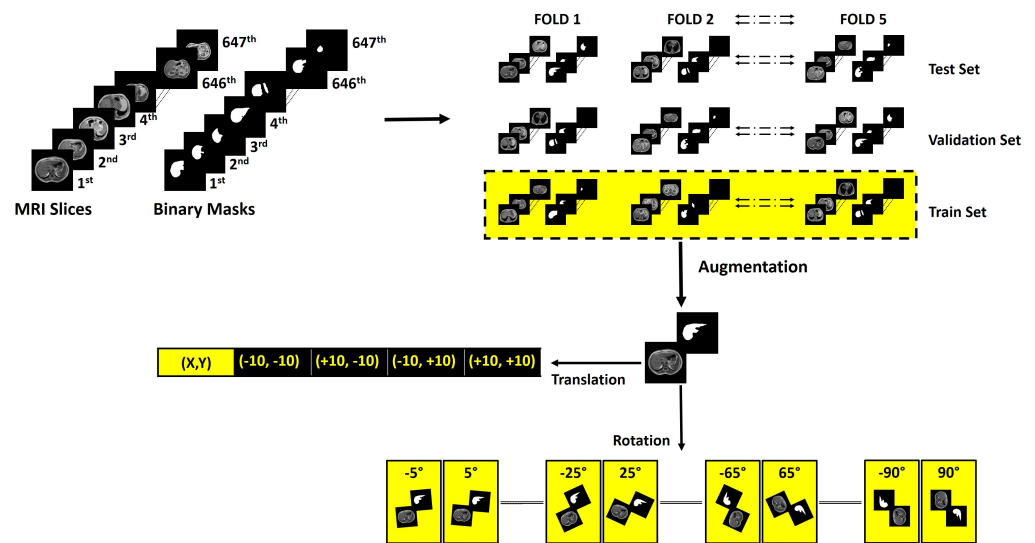 FOLD 1 FOLD 2 FOLD 5
647th 647th
646th 646th
4th 4th
3rd 3rd
2nd 2nd
1st 1st
MRI Slices Binary Masks
Test Set
Validation Set
Train Set
Augmentation
(X,Y) (-10, -10) (+10, -10) (-10, +10) (+10, +10)
Translation
Rotation
-5° 5° -25° 25° -65° 65° -90° 90°